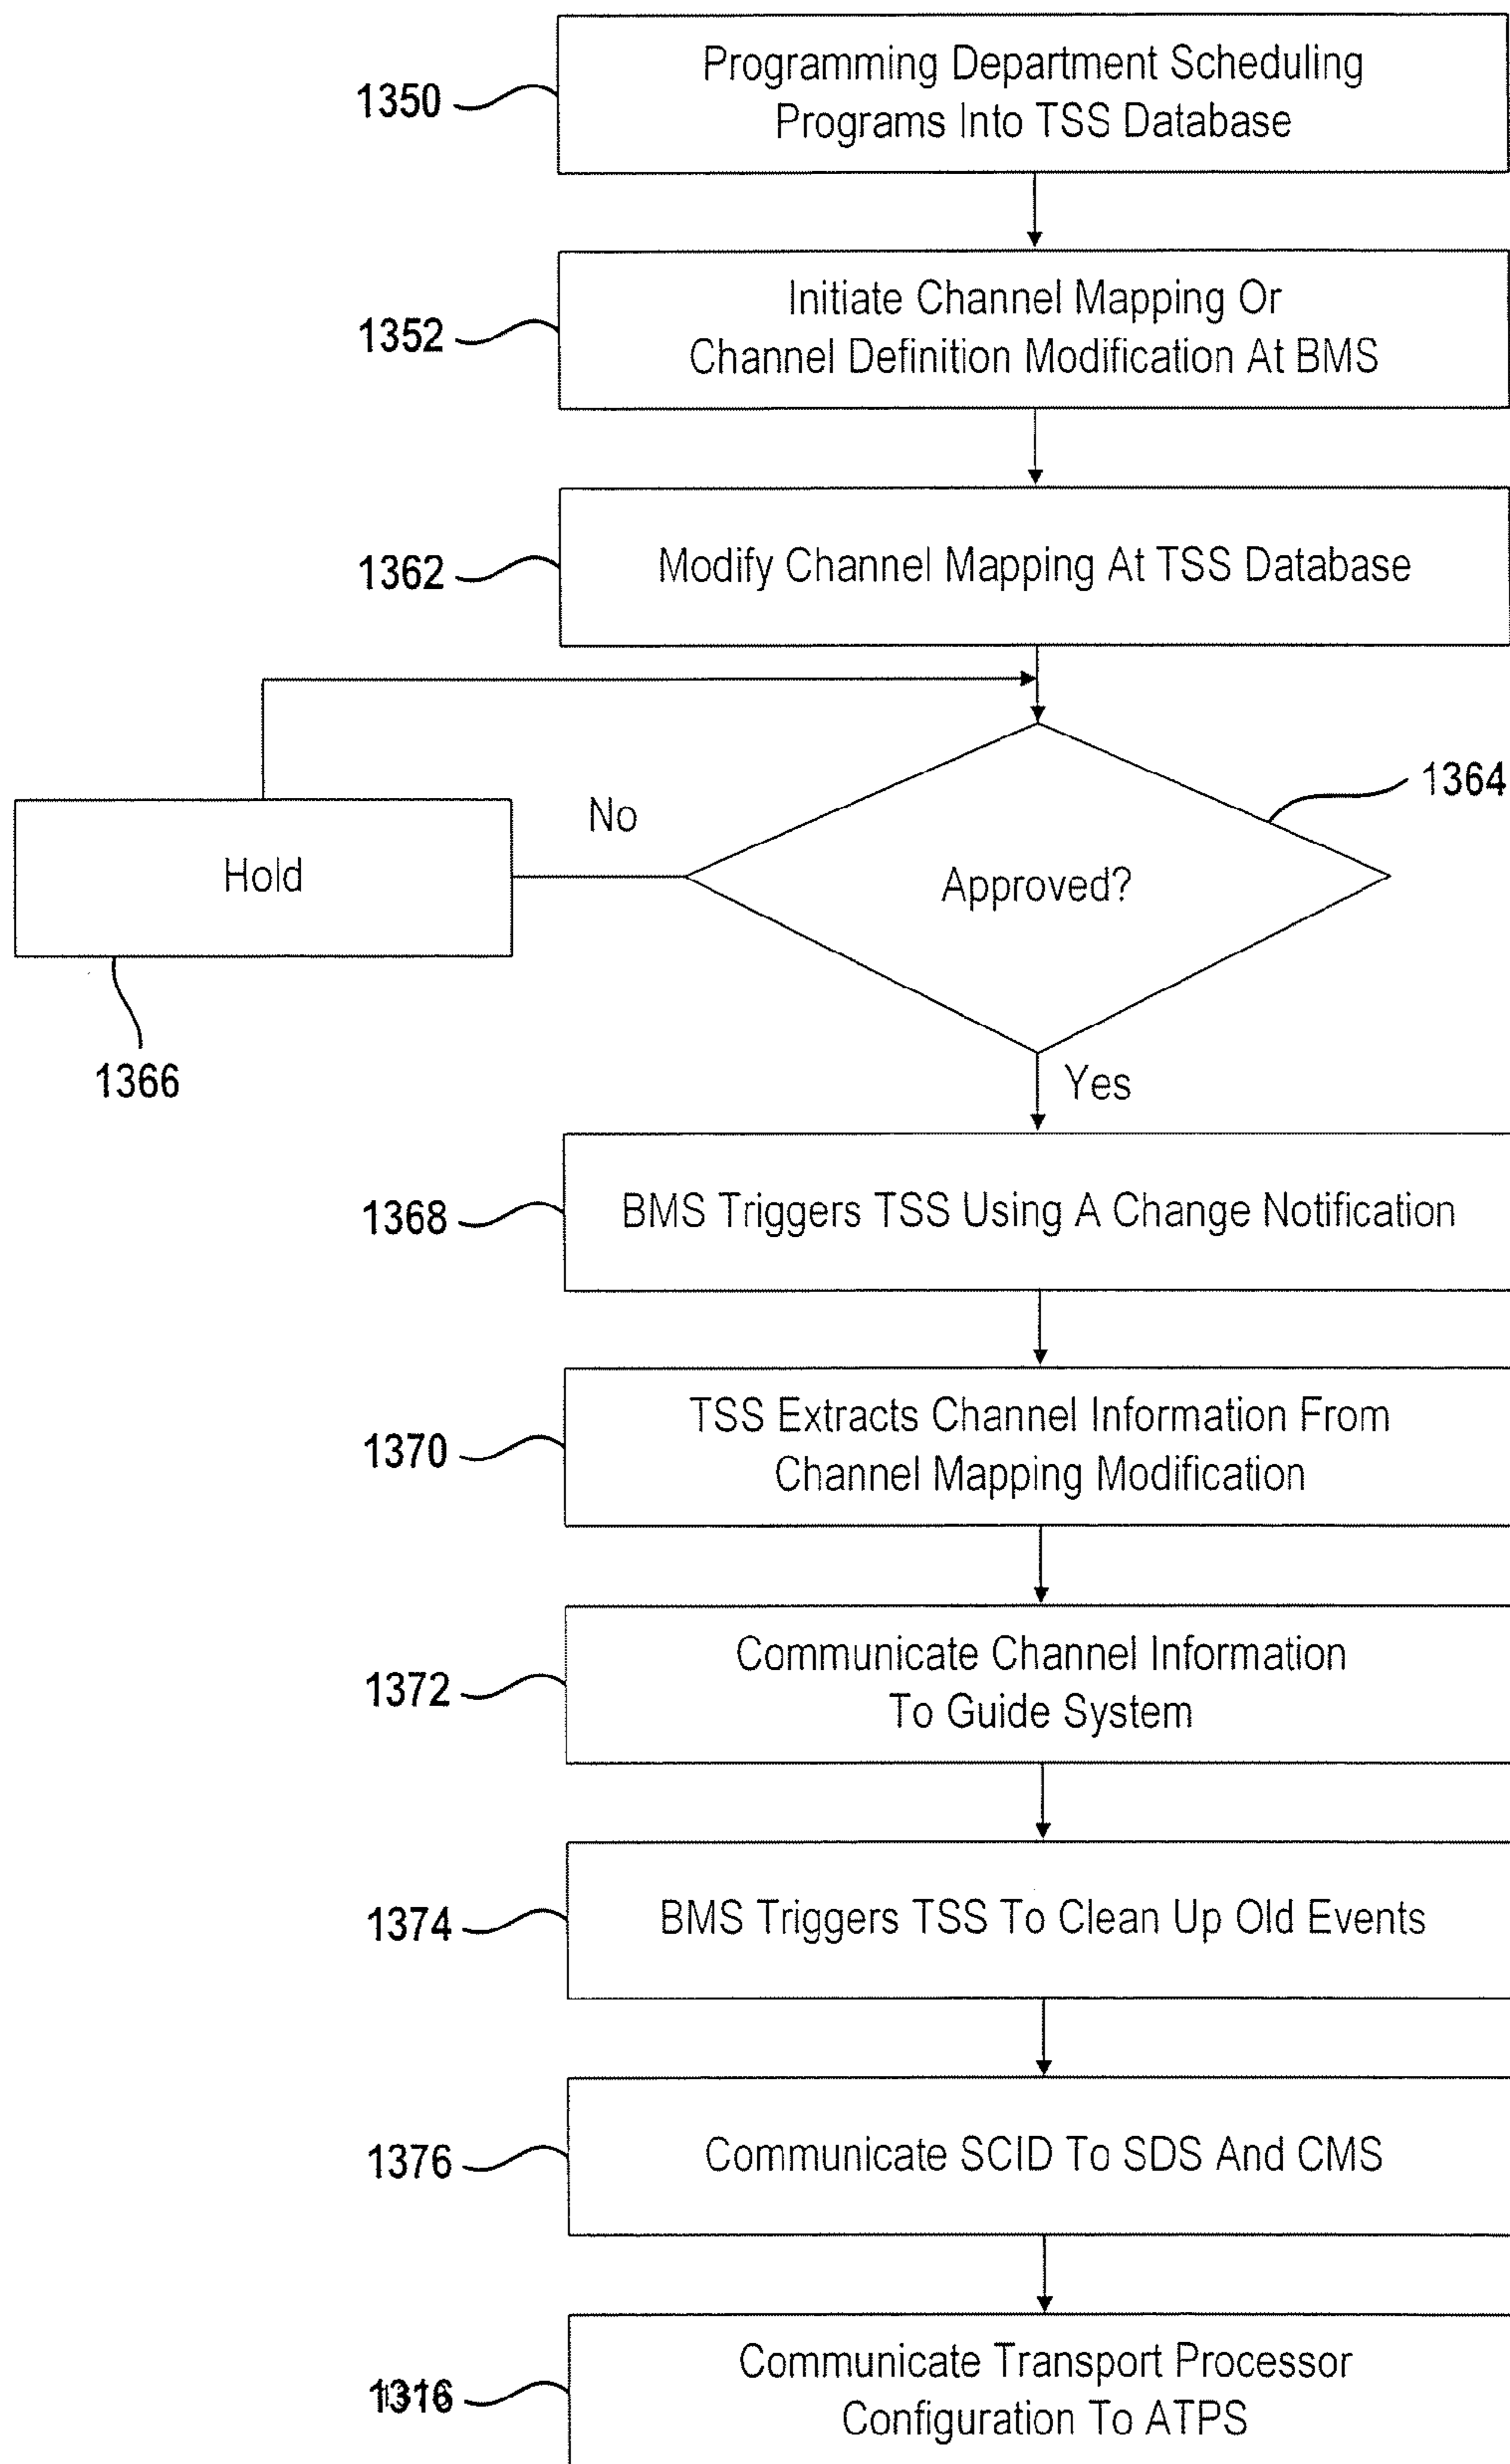 1350
Programming Department Scheduling
Programs Into TSS Database
1352
Initiate Channel Mapping Or
Channel Definition Modification At BMS
1362
Modify Channel Mapping At TSS Database
1364
No
Hold
Approved?
1366
Yes
1368
BMS Triggers TSS Using A Change Notification
1370
TSS Extracts Channel Information From
Channel Mapping Modification
1372
Communicate Channel Information
To Guide System
1374
BMS Triggers TSS To Clean Up Old Events
1376
Communicate SCID To SDS And CMS
Communicate Transport Processor
Configuration To ATPS